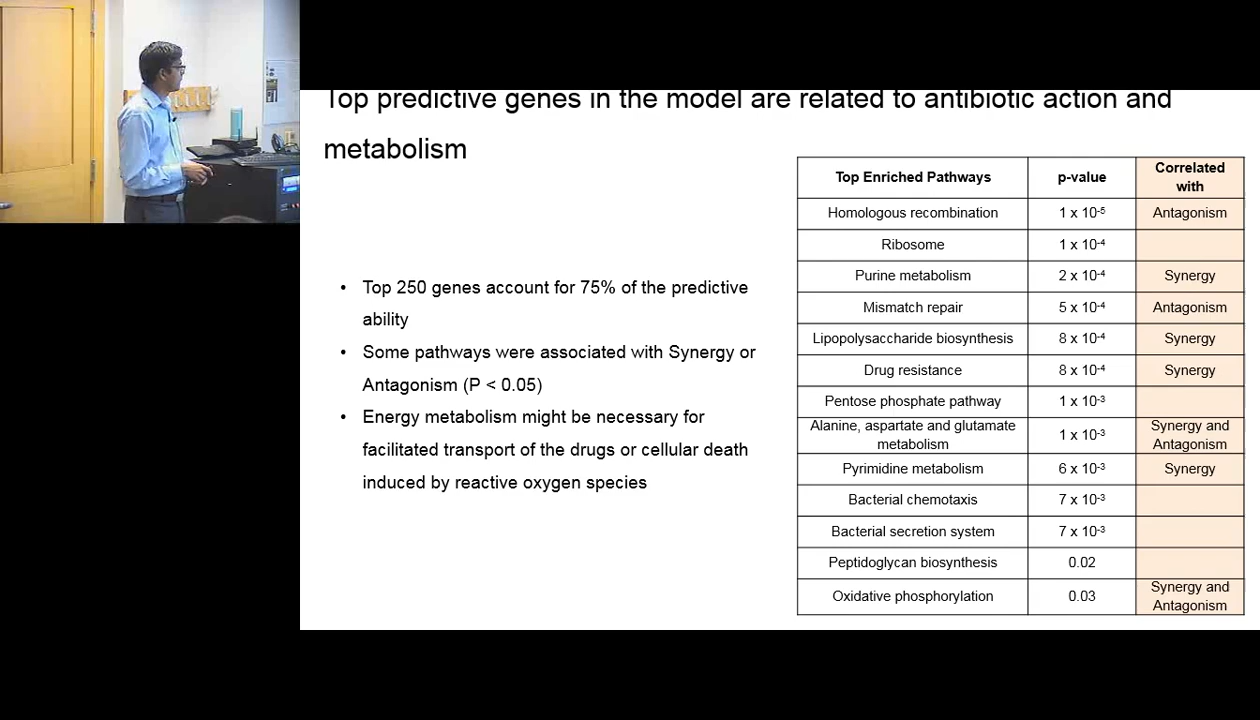 Top predictive genes in the model are related to antibiotic action and
metabolism
• Top 250 genes account for 75% of the predictive
ability
• Some pathways were associated with Synergy or
Antagonism (P < 0.05)
• Energy metabolism might be necessary for
facilitated transport of the drugs or cellular death
induced by reactive oxygen species
Top Enriched Pathways p-value Correlated with
Homologous recombination 1 x 10⁻⁵ Antagonism
Ribosome 1 x 10⁻⁴
Purine metabolism 2 x 10⁻⁴ Synergy
Mismatch repair 5 x 10⁻⁴ Antagonism
Lipopolysaccharide biosynthesis 8 x 10⁻⁴ Synergy
Drug resistance 8 x 10⁻⁴ Synergy
Pentose phosphate pathway 1 x 10⁻³
Alanine, aspartate and glutamate metabolism 1 x 10⁻³ Synergy and Antagonism
Pyrimidine metabolism 6 x 10⁻³ Synergy
Bacterial chemotaxis 7 x 10⁻³
Bacterial secretion system 7 x 10⁻³
Peptidoglycan biosynthesis 0.02
Oxidative phosphorylation 0.03 Synergy and Antagonism